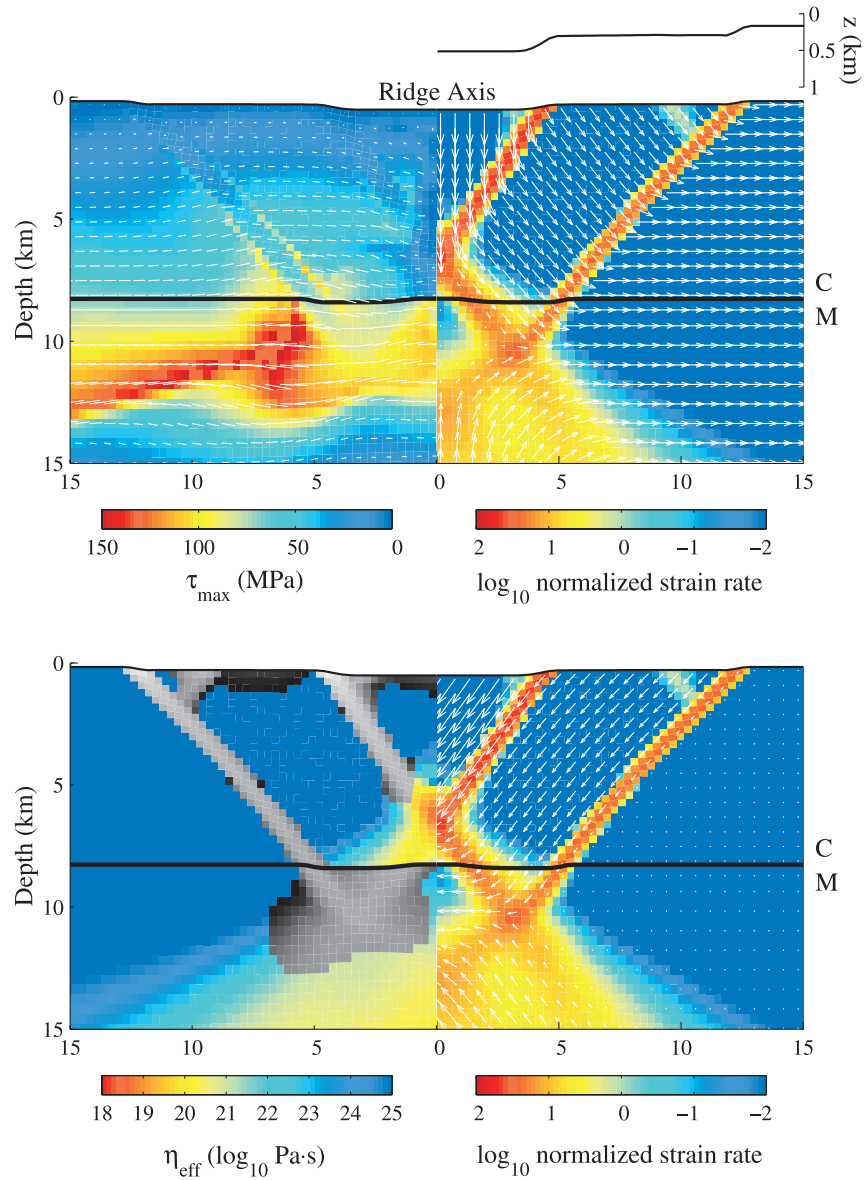 0
0.5
1
z (km)
Ridge Axis
0
5
10
15
Depth (km)
C
M
15 10 5 0 5 10 15
150 100 50 0
τmax (MPa)
2 1 0 −1 −2
log10 normalized strain rate
0
5
10
15
Depth (km)
C
M
15 10 5 0 5 10 15
18 19 20 21 22 23 24 25
ηeff (log10 Pa·s)
2 1 0 −1 −2
log10 normalized strain rate